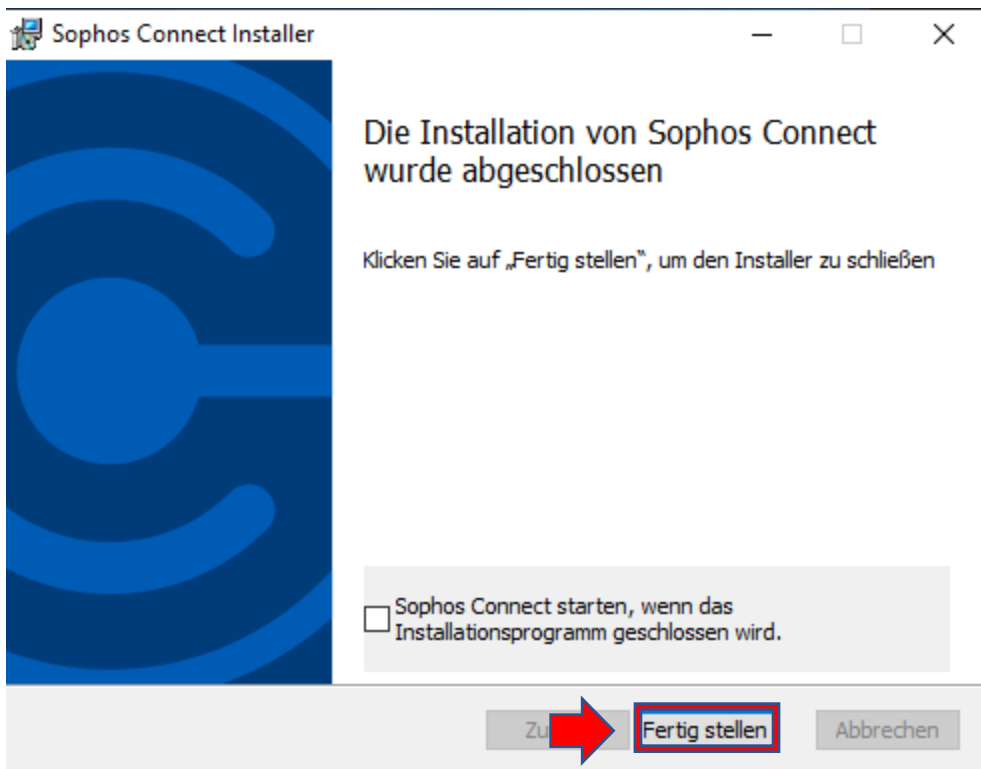 Sophos Connect Installer
Die Installation von Sophos Connect
wurde abgeschlossen
Klicken Sie auf „Fertig stellen“, um den Installer zu schließen
Sophos Connect starten, wenn das
Installationsprogramm geschlossen wird.
Fertig stellen
Abbrechen